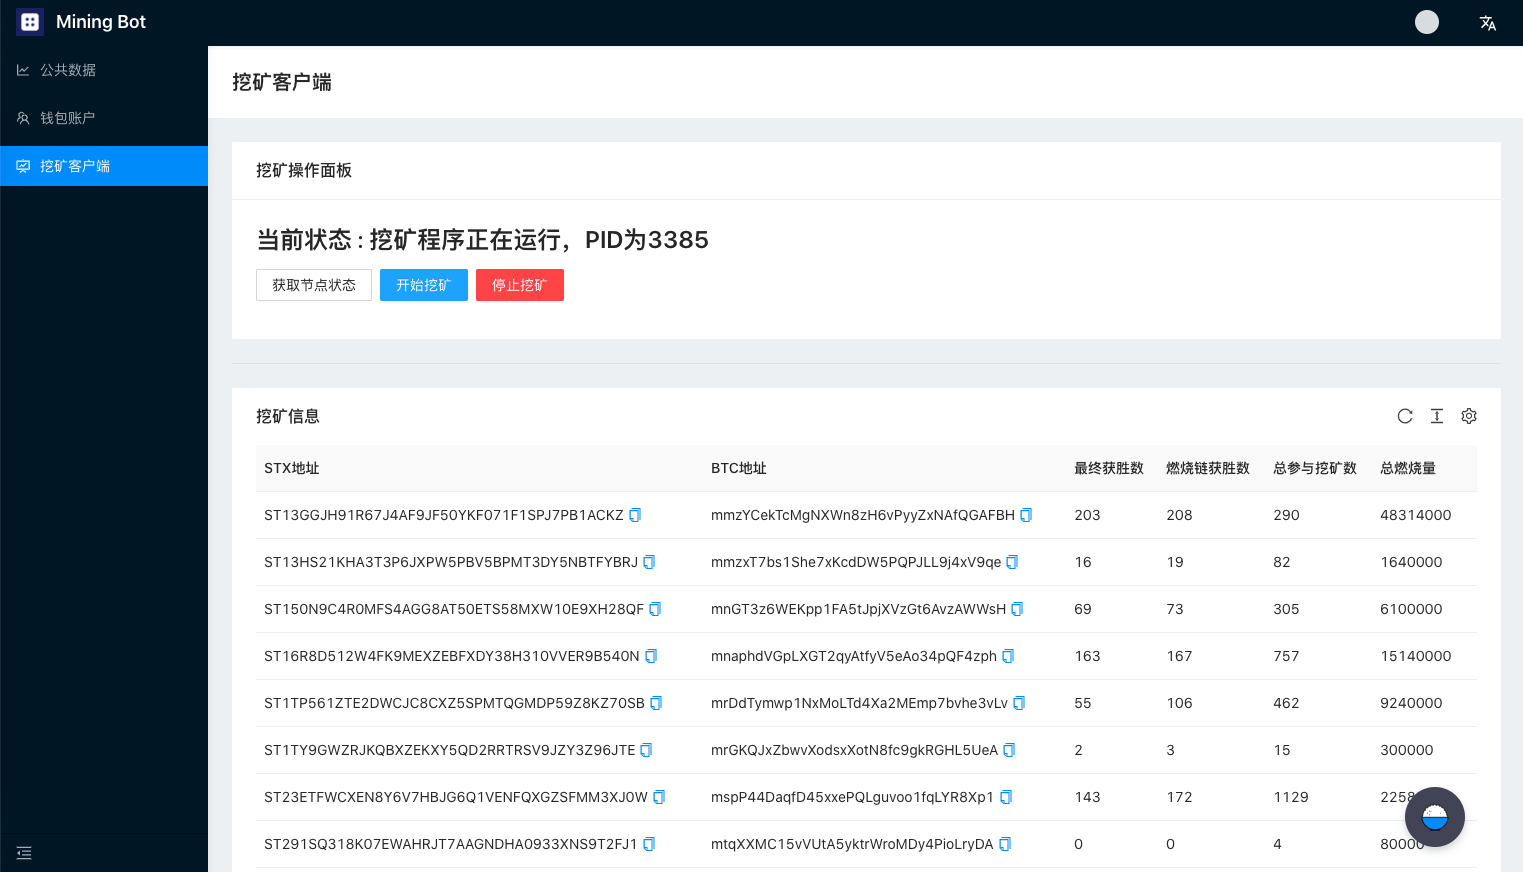 Mining Bot
公共数据
钱包账户
挖矿客户端
挖矿客户端
挖矿操作面板
当前状态 : 挖矿程序正在运行，PID为3385
获取节点状态 开始挖矿 停止挖矿
挖矿信息
STX地址 BTC地址 最终获胜数 燃烧链获胜数 总参与挖矿数 总燃烧量
ST13GGJH91R67J4AF9JF50YKF071F1SPJ7PB1ACKZ mmzYCekTcMgNXWn8zH6vPyyZxNAfQGAFBH 203 208 290 48314000
ST13HS21KHA3T3P6JXPW5PBV5BPMT3DY5NBTFYBRJ mmzxT7bs1She7xKcdDW5PQPJLL9j4xV9qe 16 19 82 1640000
ST150N9C4R0MFS4AGG8AT50ETS58MXW10E9XH28QF mnGT3z6WEKpp1FA5tJpjXVzGt6AvzAWWsH 69 73 305 6100000
ST16R8D512W4FK9MEXZEBFXDY38H310VVER9B540N mnaphdVGpLXGT2qyAtfyV5eAo34pQF4zph 163 167 757 15140000
ST1TP561ZTE2DWCJC8CXZ5SPMTQGMDP59Z8KZ70SB mrDdTymwp1NxMoLTd4Xa2MEmp7bvhe3vLv 55 106 462 9240000
ST1TY9GWZRJKQBXZEKXY5QD2RRTRSV9JZY3Z96JTE mrGKQJxZbwvXodsxXotN8fc9gkRGHL5UeA 2 3 15 300000
ST23ETFWCXEN8Y6V7HBJG6Q1VENFQXGZSFMM3XJ0W mspP44DaqfD45xxePQLguvoo1fqLYR8Xp1 143 172 1129
ST291SQ318K07EWAHRJT7AAGNDHA0933XNS9T2FJ1 mtqXXMC15vVUtA5yktrWroMDy4PioLryDA 0 0 4 80000